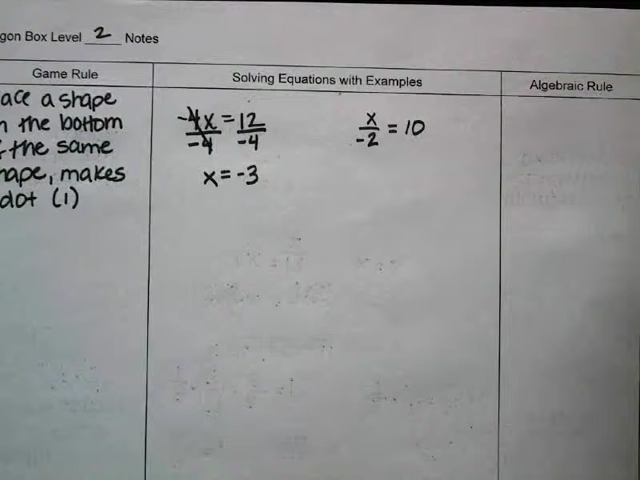 gon Box Level 2 Notes
Game Rule
ace a shape
n the bottom
f the same
hape, makes
dot (1)
Solving Equations with Examples
-4x = 12
-4 -4
x = -3
x
-2 = 10
Algebraic Rule